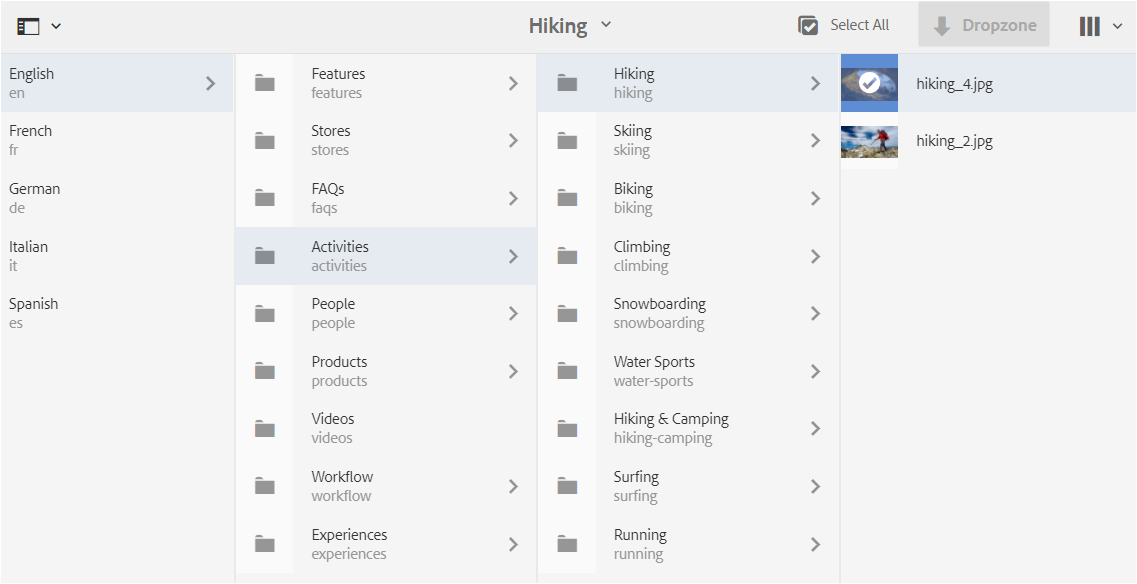 Hiking
Select All
Dropzone
English
en
French
fr
German
de
Italian
it
Spanish
es
Features
features
Stores
stores
FAQs
faqs
Activities
activities
People
people
Products
products
Videos
videos
Workflow
workflow
Experiences
experiences
Hiking
hiking
Skiing
skiing
Biking
biking
Climbing
climbing
Snowboarding
snowboarding
Water Sports
water-sports
Hiking & Camping
hiking-camping
Surfing
surfing
Running
running
hiking_4.jpg
hiking_2.jpg